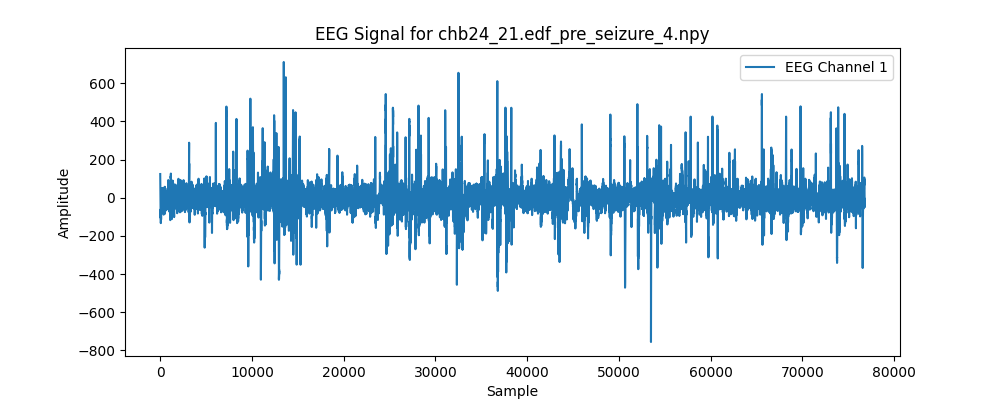 EEG Signal for chb24_21.edf_pre_seizure_4.npy
EEG Channel 1
Amplitude
600
400
200
0
−200
−400
−600
−800
0 10000 20000 30000 40000 50000 60000 70000 80000
Sample